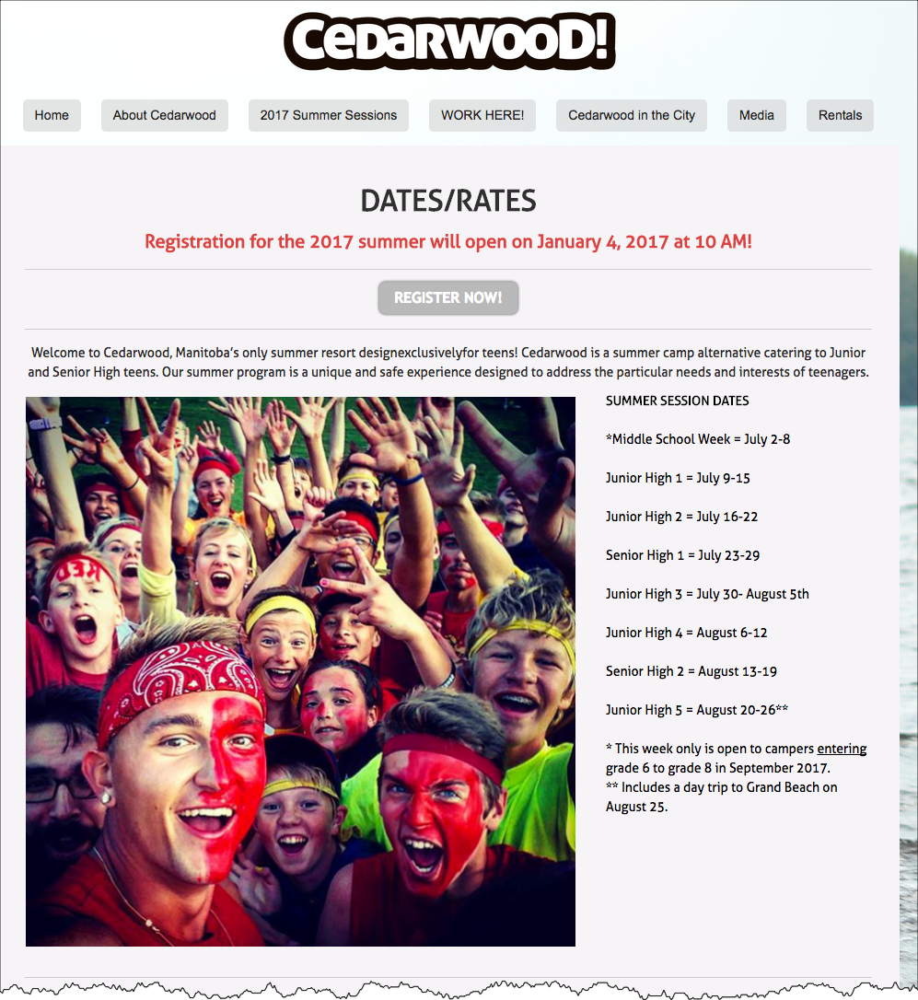 CeDaRWOOD!
Home
About Cedarwood
2017 Summer Sessions
WORK HERE!
Cedarwood in the City
Media
Rentals
DATES/RATES
Registration for the 2017 summer will open on January 4, 2017 at 10 AM!
REGISTER NOW!
Welcome to Cedarwood, Manitoba's only summer resort designexclusivelyfor teens! Cedarwood is a summer camp alternative catering to Junior
and Senior High teens. Our summer program is a unique and safe experience designed to address the particular needs and interests of teenagers.
RED
SUMMER SESSION DATES
*Middle School Week = July 2-8
Junior High 1 = July 9-15
Junior High 2 = July 16-22
Senior High 1 = July 23-29
Junior High 3 = July 30- August 5th
Junior High 4 = August 6-12
Senior High 2 = August 13-19
Junior High 5 = August 20-26**
* This week only is open to campers entering
grade 6 to grade 8 in September 2017.
** Includes a day trip to Grand Beach on
August 25.